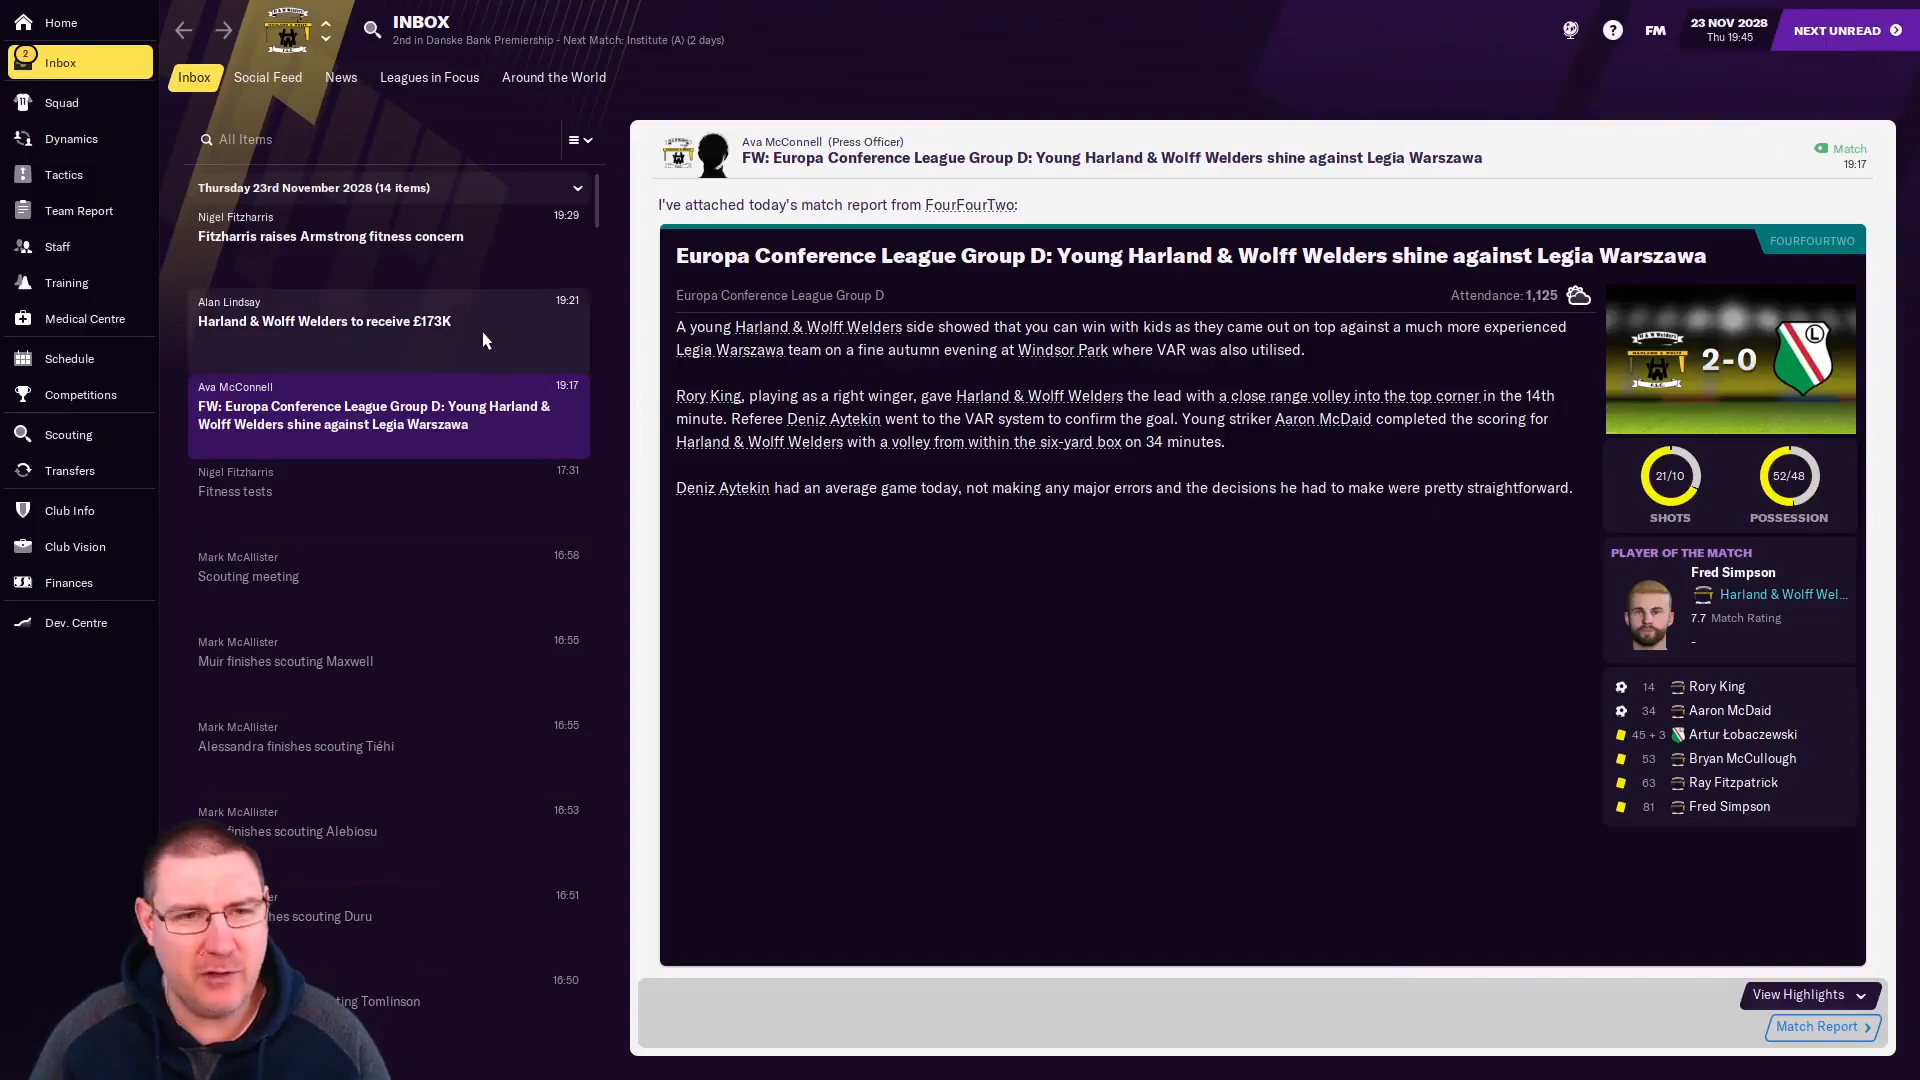 Home
INBOX
2nd in Danske Bank Premiership - Next Match: Institute (A) (2 days)
FM
23 NOV 2028
Thu 19:45
NEXT UNREAD
2
Inbox
Inbox
Social Feed
News
Leagues in Focus
Around the World
Squad
Dynamics
Tactics
Team Report
Staff
Training
Medical Centre
Schedule
Competitions
Scouting
Transfers
Club Info
Club Vision
Finances
Dev. Centre
All Items
Thursday 23rd November 2028 (14 items)
Nigel Fitzharris 19:29
Fitzharris raises Armstrong fitness concern
Alan Lindsay 19:21
Harland & Wolff Welders to receive £173K
Ava McConnell 19:17
FW: Europa Conference League Group D: Young Harland &
Wolff Welders shine against Legia Warszawa
Nigel Fitzharris 17:31
Fitness tests
Mark McAllister 16:58
Scouting meeting
Mark McAllister 16:55
Muir finishes scouting Maxwell
Mark McAllister 16:55
Alessandra finishes scouting Tiéhi
Mark McAllister 16:53
finishes scouting Alebiosu
er 16:51
hes scouting Duru
16:50
ting Tomlinson
Ava McConnell (Press Officer)
FW: Europa Conference League Group D: Young Harland & Wolff Welders shine against Legia Warszawa
Match
19:17
I've attached today's match report from FourFourTwo:
FOURFOURTWO
Europa Conference League Group D: Young Harland & Wolff Welders shine against Legia Warszawa
Europa Conference League Group D
Attendance: 1,125
A young Harland & Wolff Welders side showed that you can win with kids as they came out on top against a much more experienced
Legia Warszawa team on a fine autumn evening at Windsor Park where VAR was also utilised.
Rory King, playing as a right winger, gave Harland & Wolff Welders the lead with a close range volley into the top corner in the 14th
minute. Referee Deniz Aytekin went to the VAR system to confirm the goal. Young striker Aaron McDaid completed the scoring for
Harland & Wolff Welders with a volley from within the six-yard box on 34 minutes.
Deniz Aytekin had an average game today, not making any major errors and the decisions he had to make were pretty straightforward.
2-0
21/10
SHOTS
52/48
POSSESSION
PLAYER OF THE MATCH
Fred Simpson
Harland & Wolff Wel...
7.7 Match Rating
-
14 Rory King
34 Aaron McDaid
45 + 3 Artur Łobaczewski
53 Bryan McCullough
63 Ray Fitzpatrick
81 Fred Simpson
View Highlights
Match Report